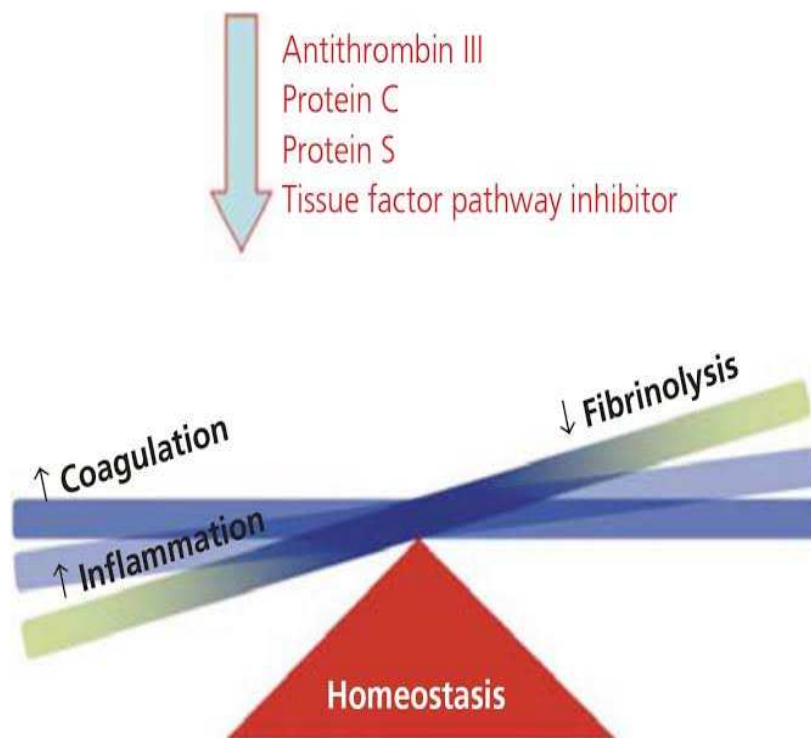 Antithrombin III
Protein C
Protein S
Tissue factor pathway inhibitor
↓ Fibrinolysis
↑ Coagulation
↑ Inflammation
Homeostasis